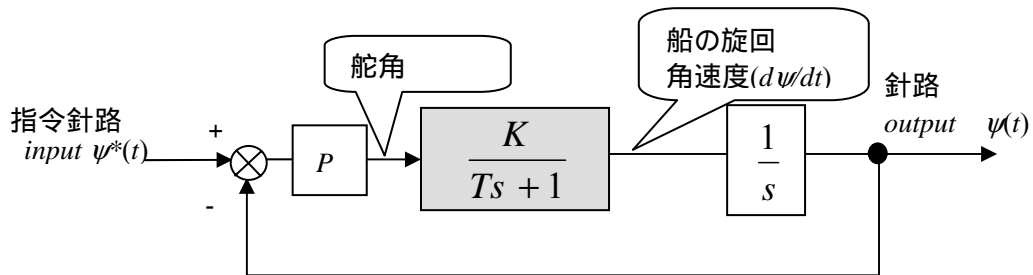 指令針路
input ψ*(t)
+
-
P
舵角
K
Ts + 1
船の旋回
角速度(dψ/dt)
1
s
針路
output ψ(t)